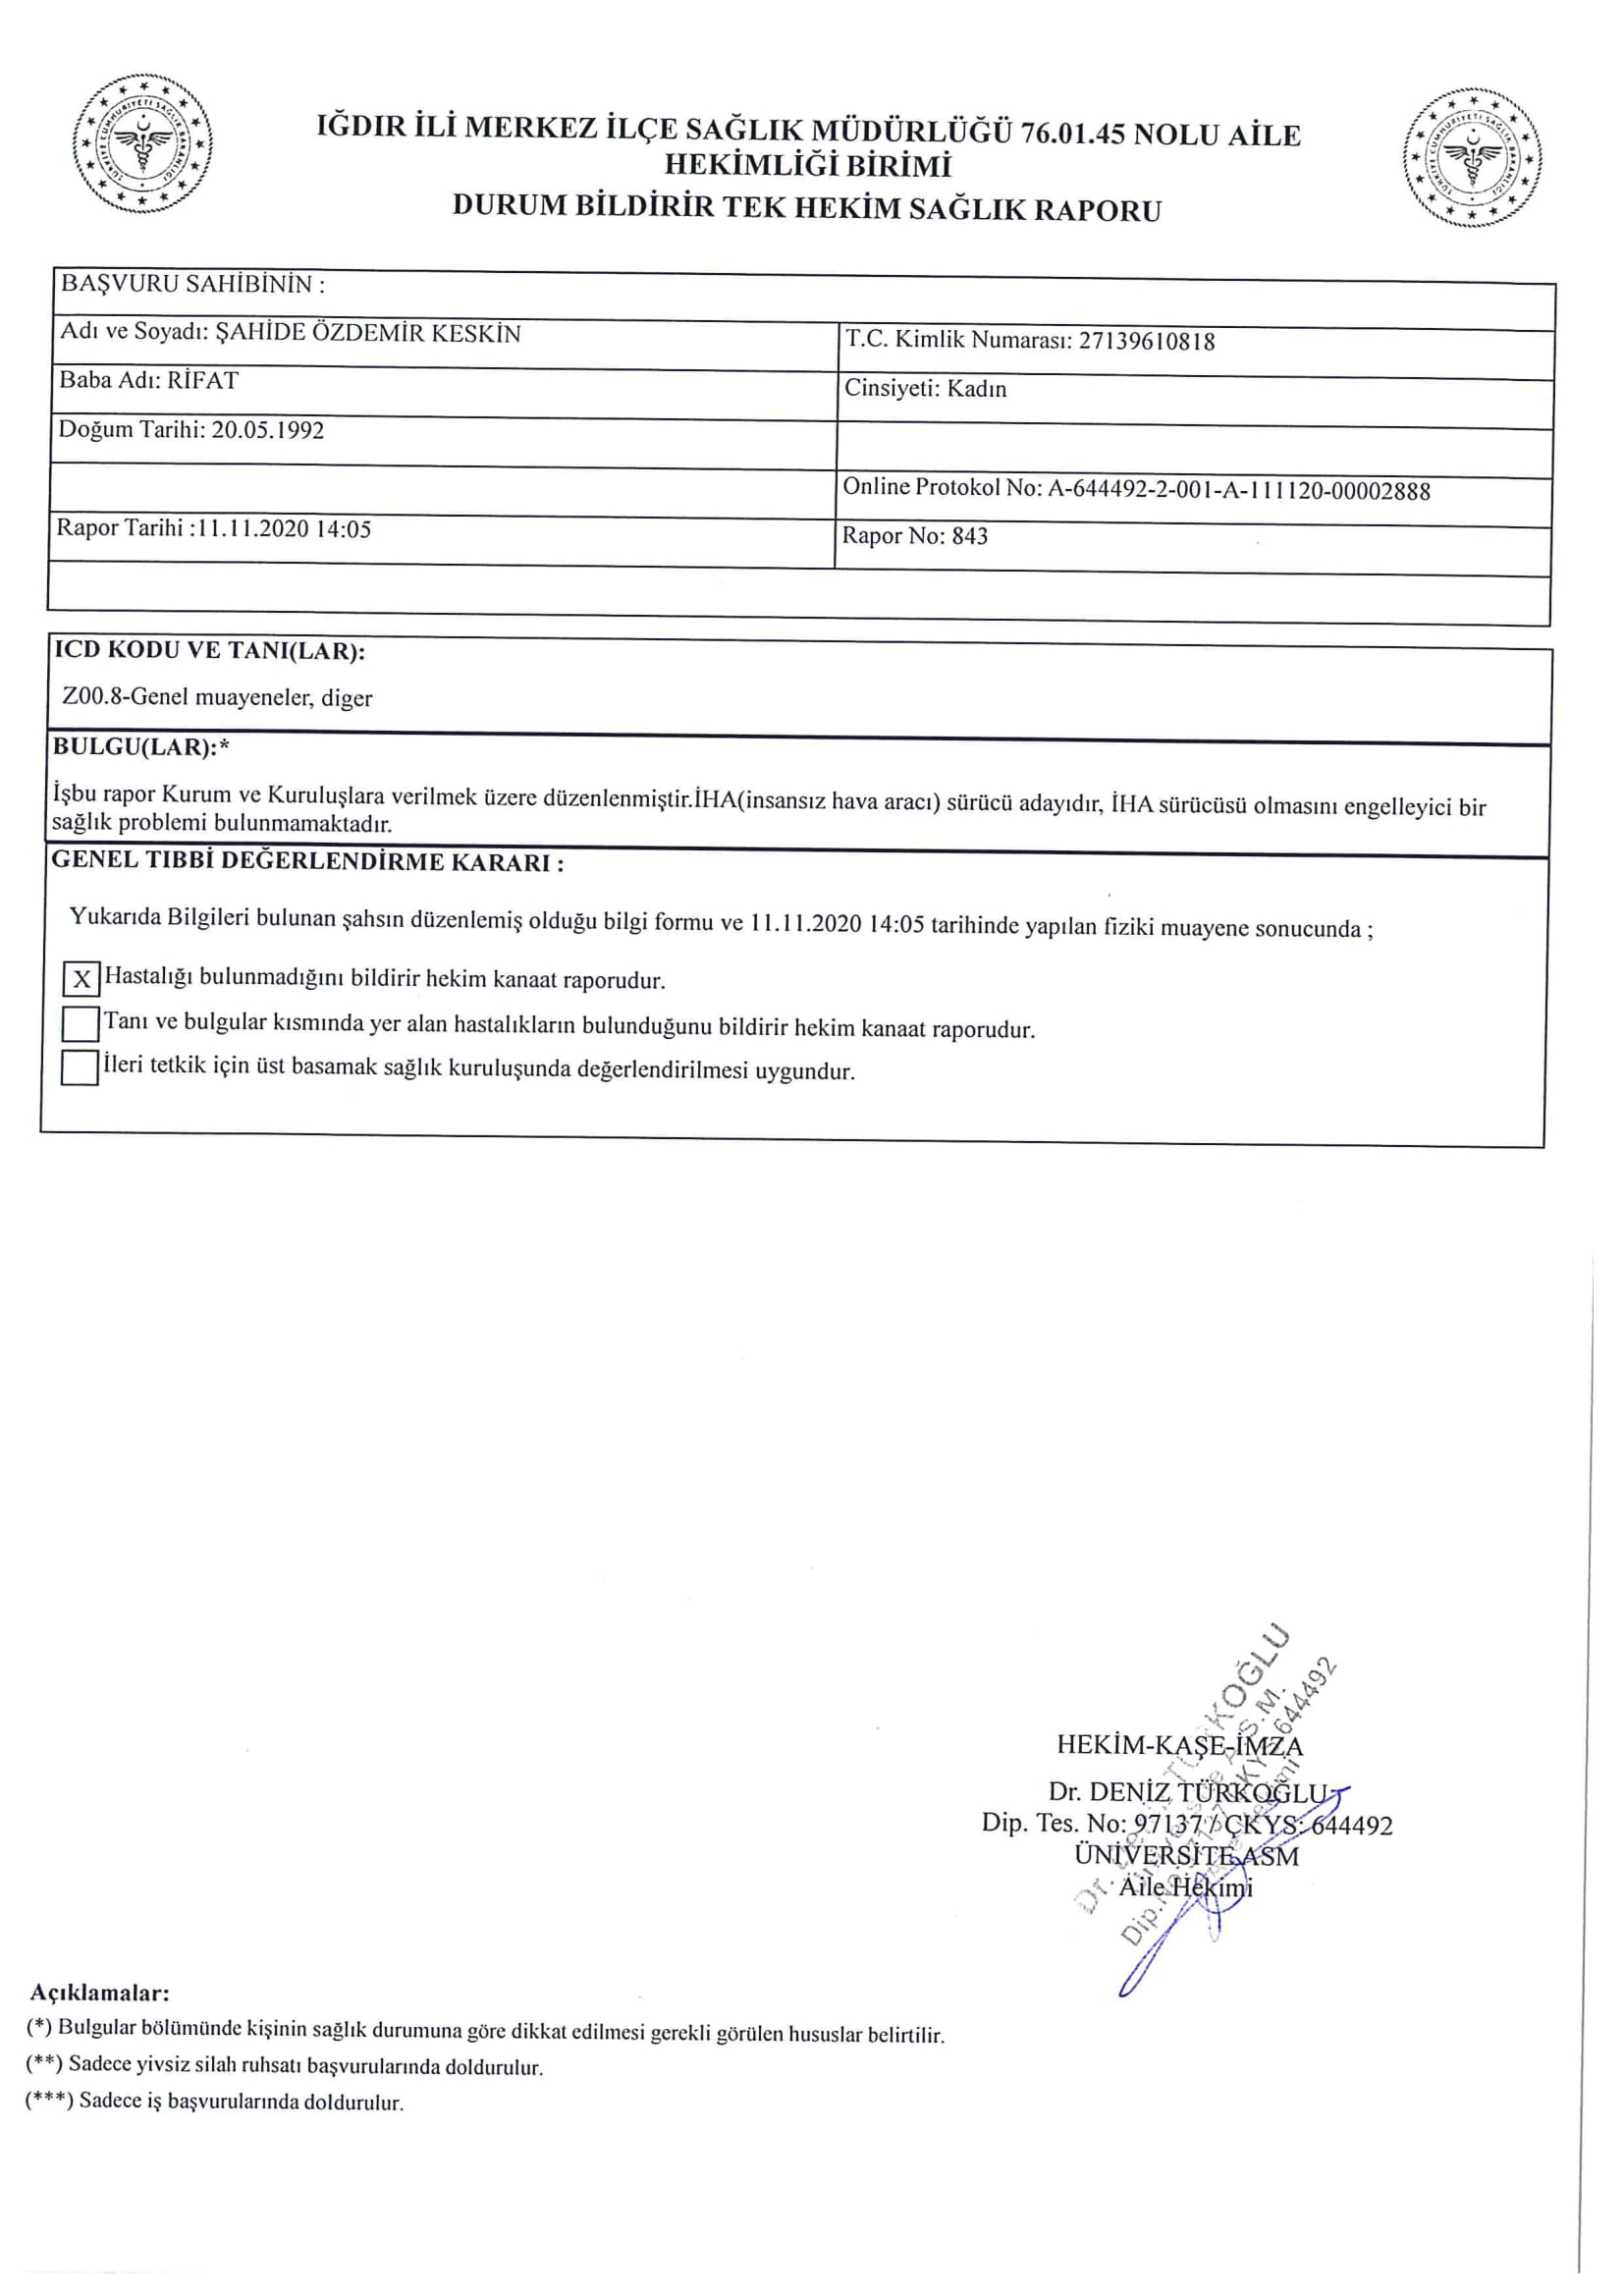 IĞDIR İLİ MERKEZ İLÇE SAĞLIK MÜDÜRLÜĞÜ 76.01.45 NOLU AİLE
HEKİMLİĞİ BİRİMİ
DURUM BİLDİRİR TEK HEKİM SAĞLIK RAPORU
BAŞVURU SAHİBİNİN :
Adı ve Soyadı: ŞAHİDE ÖZDEMİR KESKİN
T.C. Kimlik Numarası: 27139610818
Baba Adı: RİFAT
Cinsiyeti: Kadın
Doğum Tarihi: 20.05.1992
Online Protokol No: A-644492-2-001-A-111120-00002888
Rapor Tarihi :11.11.2020 14:05
Rapor No: 843
ICD KODU VE TANI(LAR):
Z00.8-Genel muayeneler, diger
BULGU(LAR):*
İşbu rapor Kurum ve Kuruluşlara verilmek üzere düzenlenmiştir.İHA(insansız hava aracı) sürücü adayıdır, İHA sürücüsü olmasını engelleyici bir
sağlık problemi bulunmamaktadır.
GENEL TIBBİ DEĞERLENDİRME KARARI :
Yukarıda Bilgileri bulunan şahsın düzenlemiş olduğu bilgi formu ve 11.11.2020 14:05 tarihinde yapılan fiziki muayene sonucunda ;
X Hastalığı bulunmadığını bildirir hekim kanaat raporudur.
Tanı ve bulgular kısmında yer alan hastalıkların bulunduğunu bildirir hekim kanaat raporudur.
İleri tetkik için üst basamak sağlık kuruluşunda değerlendirilmesi uygundur.
HEKİM-KAŞE-İMZA
Dr. DENİZ TÜRKOĞLU
Dip. Tes. No: 97137 / ÇKYS: 644492
ÜNİVERSİTE ASM
Aile Hekimi
Açıklamalar:
(*) Bulgular bölümünde kişinin sağlık durumuna göre dikkat edilmesi gerekli görülen hususlar belirtilir.
(**) Sadece yivsiz silah ruhsatı başvurularında doldurulur.
(***) Sadece iş başvurularında doldurulur.